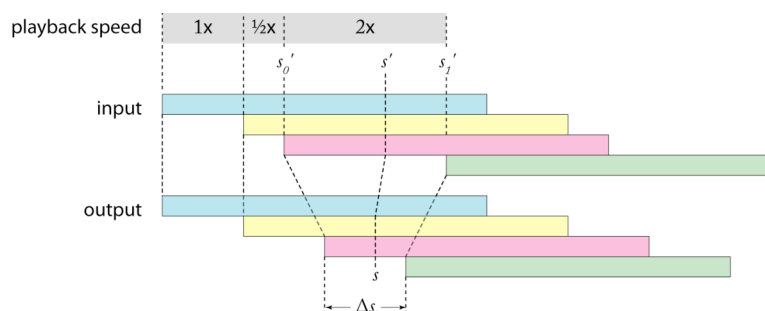 playback speed 1x ½x 2x
s₀′ s′ s₁′
input
output
s
Δs